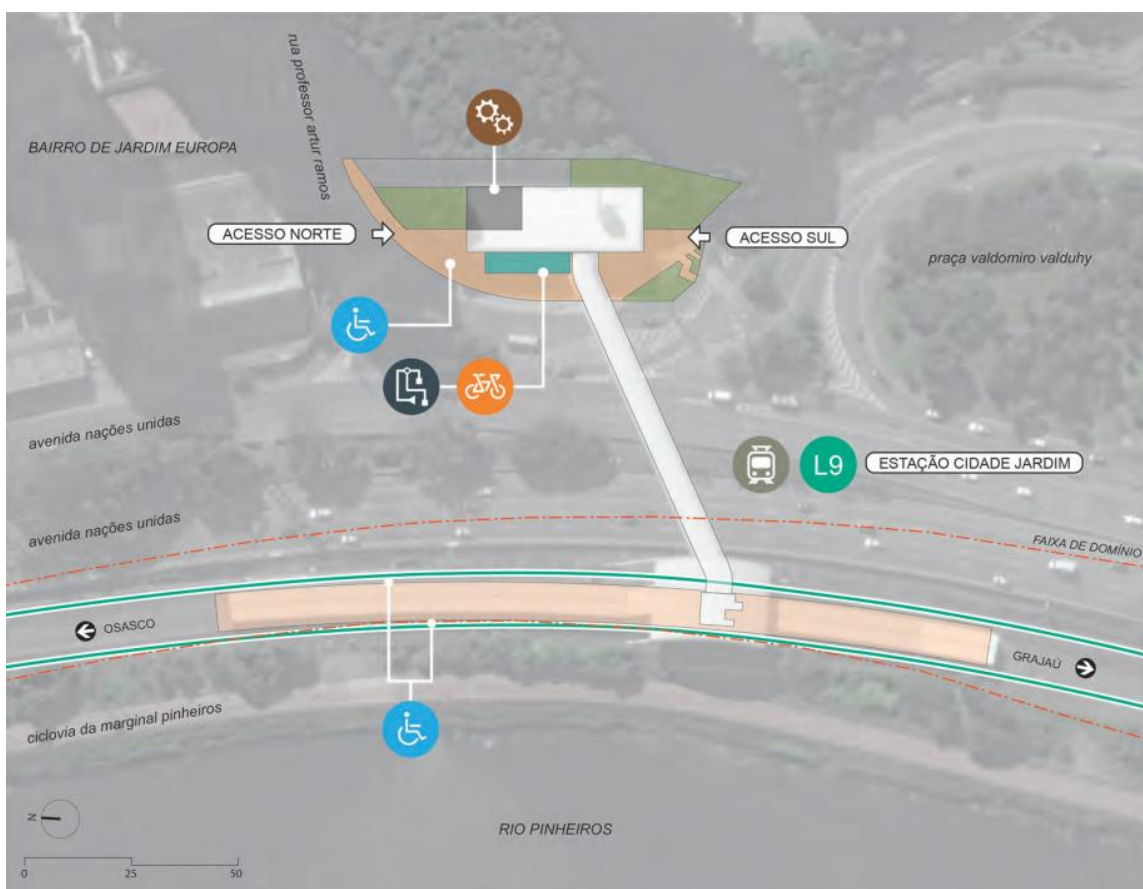 rua professor artur ramos
BAIRRO DE JARDIM EUROPA
ACESSO NORTE
ACESSO SUL
praça valdomiro valduhy
avenida nações unidas
L9
ESTAÇÃO CIDADE JARDIM
avenida nações unidas
FAIXA DE DOMÍNIO
OSASCO
GRAJAÚ
ciclovia da marginal pinheiros
N
RIO PINHEIROS
0 25 50